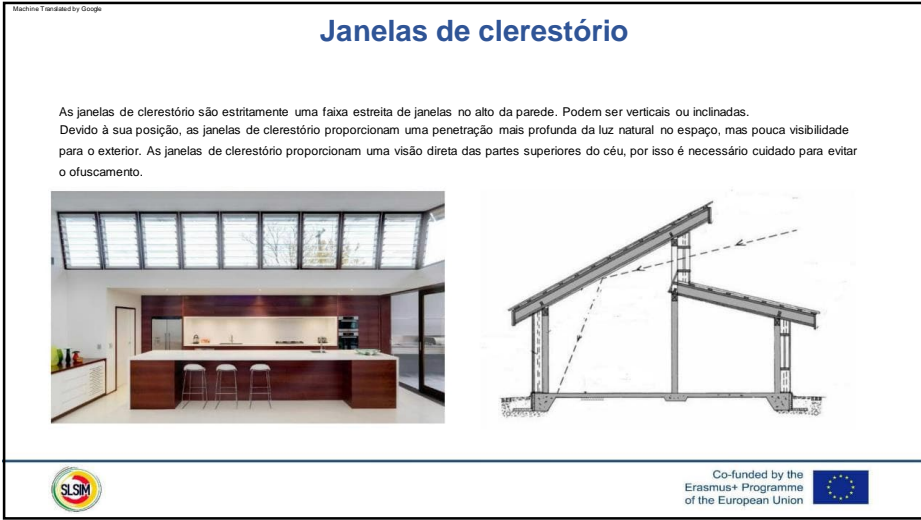 Machine Translated by Google
Janelas de clerestório
As janelas de clerestório são estritamente uma faixa estreita de janelas no alto da parede. Podem ser verticais ou inclinadas.
Devido à sua posição, as janelas de clerestório proporcionam uma penetração mais profunda da luz natural no espaço, mas pouca visibilidade
para o exterior. As janelas de clerestório proporcionam uma visão direta das partes superiores do céu, por isso é necessário cuidado para evitar
o ofuscamento.
SLSIM
Co-funded by the
Erasmus+ Programme
of the European Union